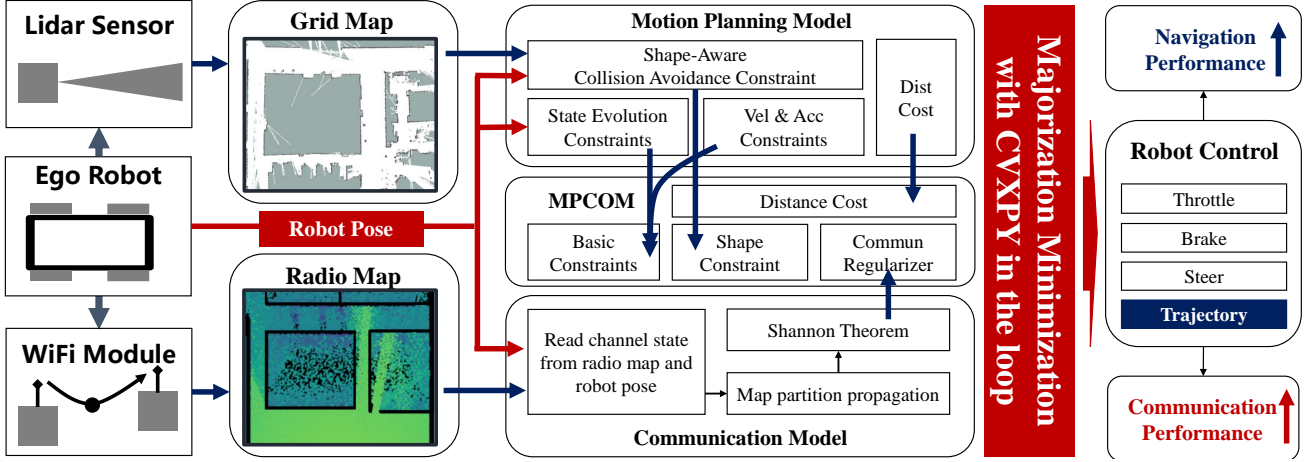 Lidar Sensor
Ego Robot
WiFi Module
Grid Map
Robot Pose
Radio Map
Motion Planning Model
Shape-Aware
Collision Avoidance Constraint
State Evolution
Constraints
Vel & Acc
Constraints
Dist
Cost
MPCOM
Distance Cost
Basic
Constraints
Shape
Constraint
Commun
Regularizer
Read channel state
from radio map and
robot pose
Shannon Theorem
Map partition propagation
Communication Model
Majorization Minimization
with CVXPY in the loop
Navigation
Performance
Robot Control
Throttle
Brake
Steer
Trajectory
Communication
Performance